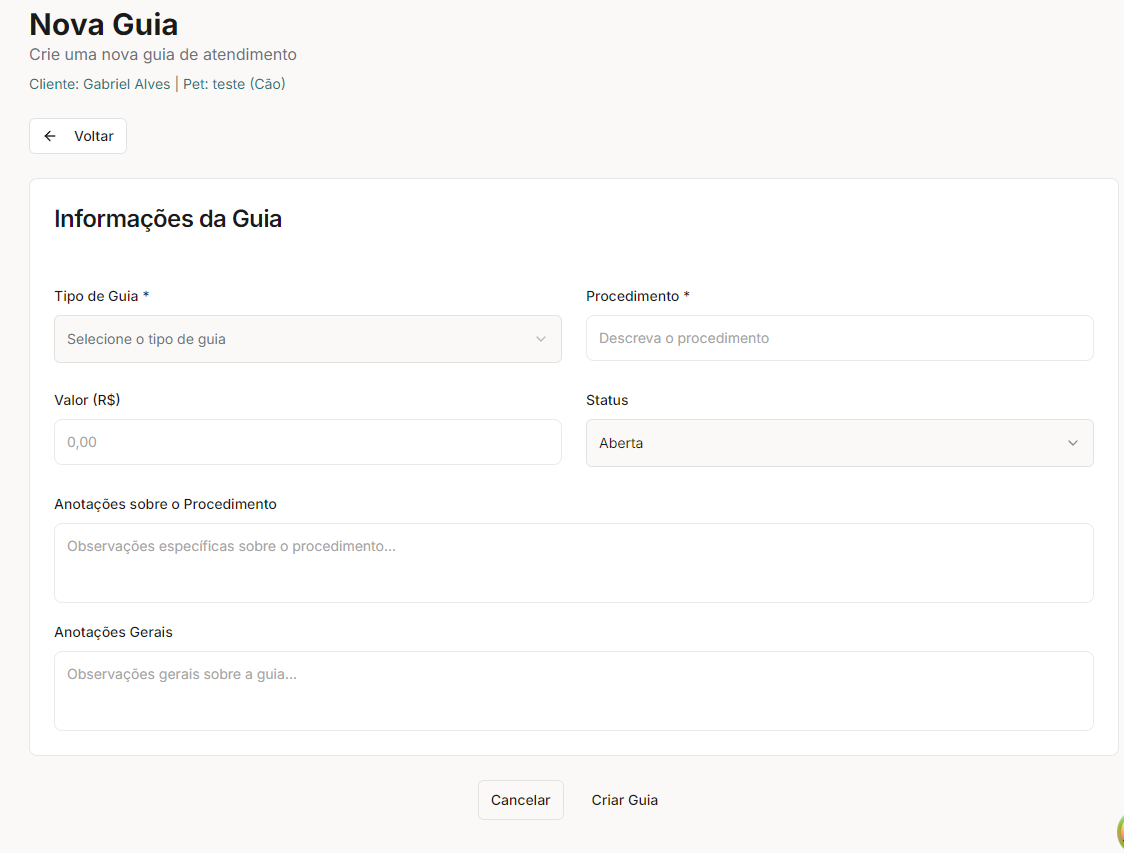 Nova Guia
Crie uma nova guia de atendimento
Cliente: Gabriel Alves | Pet: teste (Cão)
Voltar
Informações da Guia
Tipo de Guia *
Procedimento *
Selecione o tipo de guia
Descreva o procedimento
Valor (R$)
Status
0,00
Aberta
Anotações sobre o Procedimento
Observações específicas sobre o procedimento...
Anotações Gerais
Observações gerais sobre a guia...
Cancelar
Criar Guia